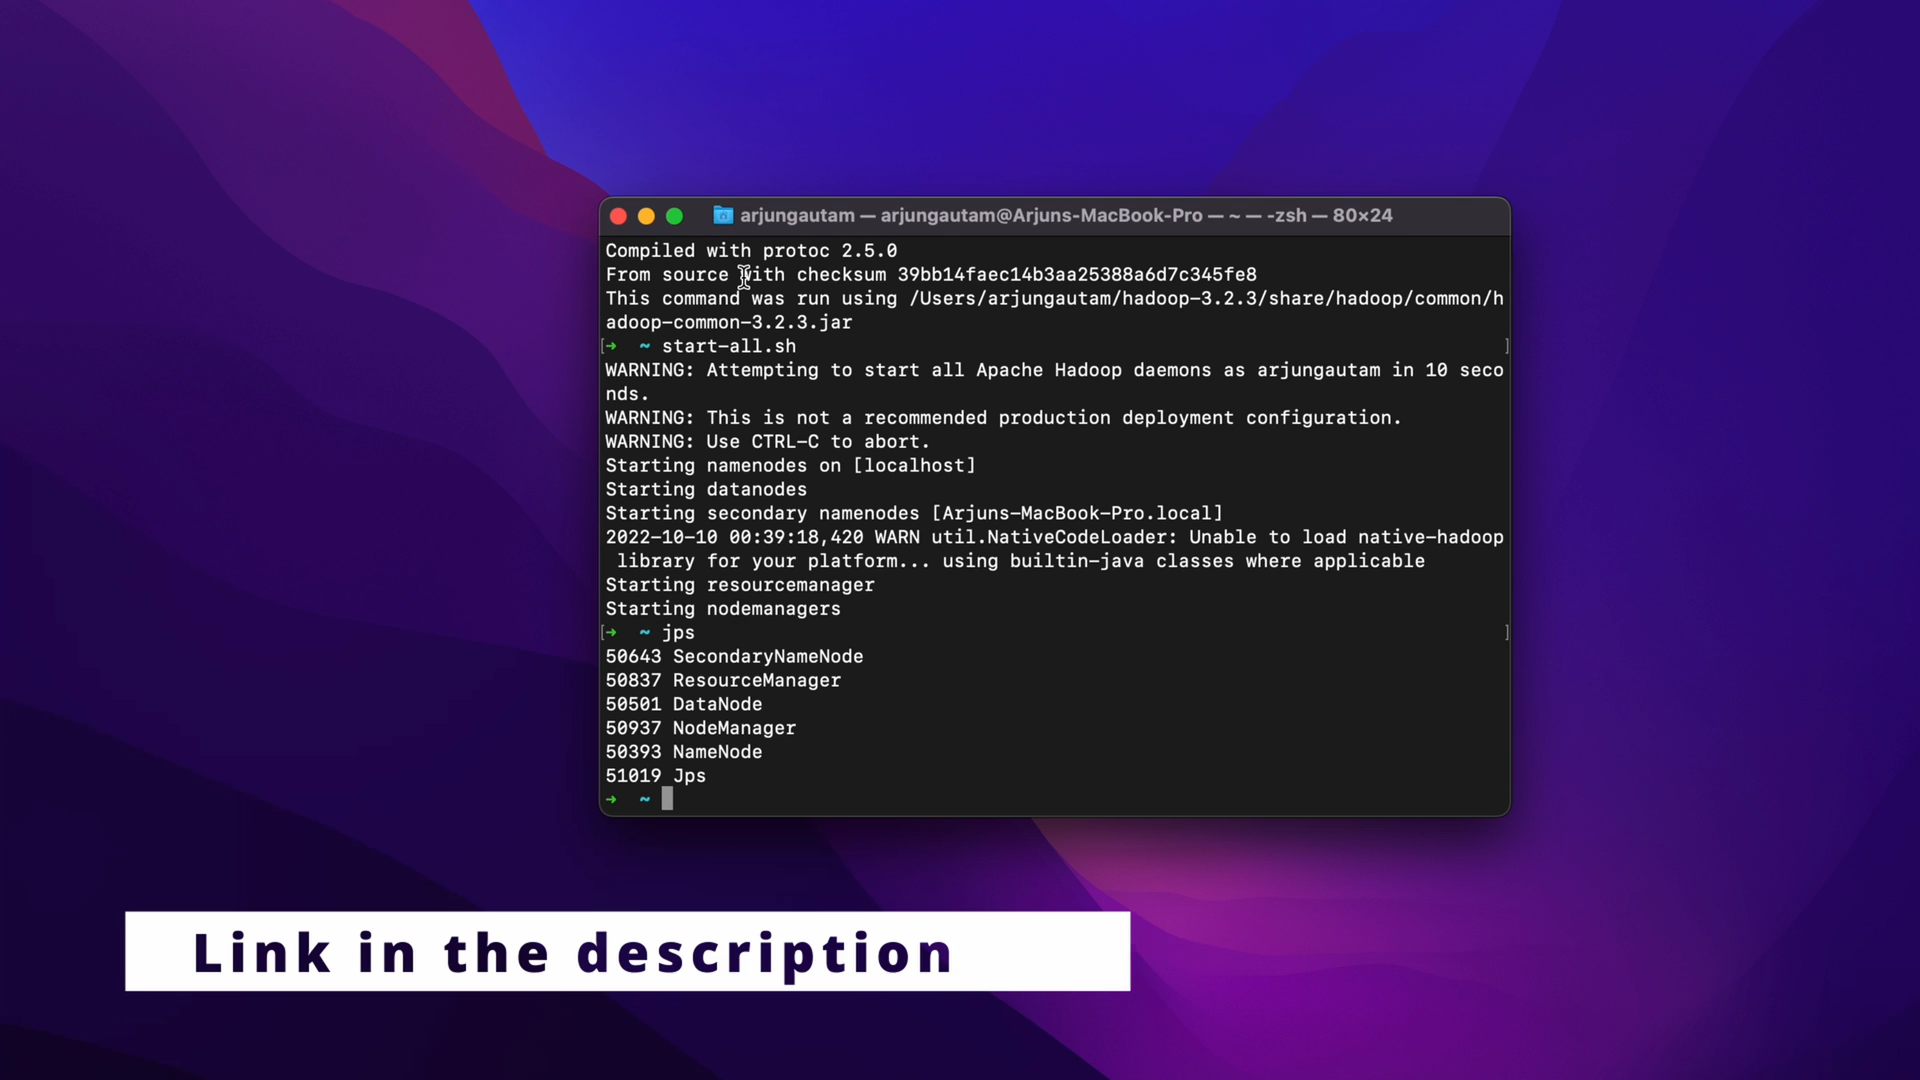 arjungautam — arjungautam@Arjuns-MacBook-Pro — ~ — -zsh — 80×24
Compiled with protoc 2.5.0
From source with checksum 39bb14faec14b3aa25388a6d7c345fe8
This command was run using /Users/arjungautam/hadoop-3.2.3/share/hadoop/common/h
adoop-common-3.2.3.jar
[➜  ~ start-all.sh ]
WARNING: Attempting to start all Apache Hadoop daemons as arjungautam in 10 seco
nds.
WARNING: This is not a recommended production deployment configuration.
WARNING: Use CTRL-C to abort.
Starting namenodes on [localhost]
Starting datanodes
Starting secondary namenodes [Arjuns-MacBook-Pro.local]
2022-10-10 00:39:18,420 WARN util.NativeCodeLoader: Unable to load native-hadoop
library for your platform... using builtin-java classes where applicable
Starting resourcemanager
Starting nodemanagers
[➜  ~ jps ]
50643 SecondaryNameNode
50837 ResourceManager
50501 DataNode
50937 NodeManager
50393 NameNode
51019 Jps
➜  ~
Link in the description